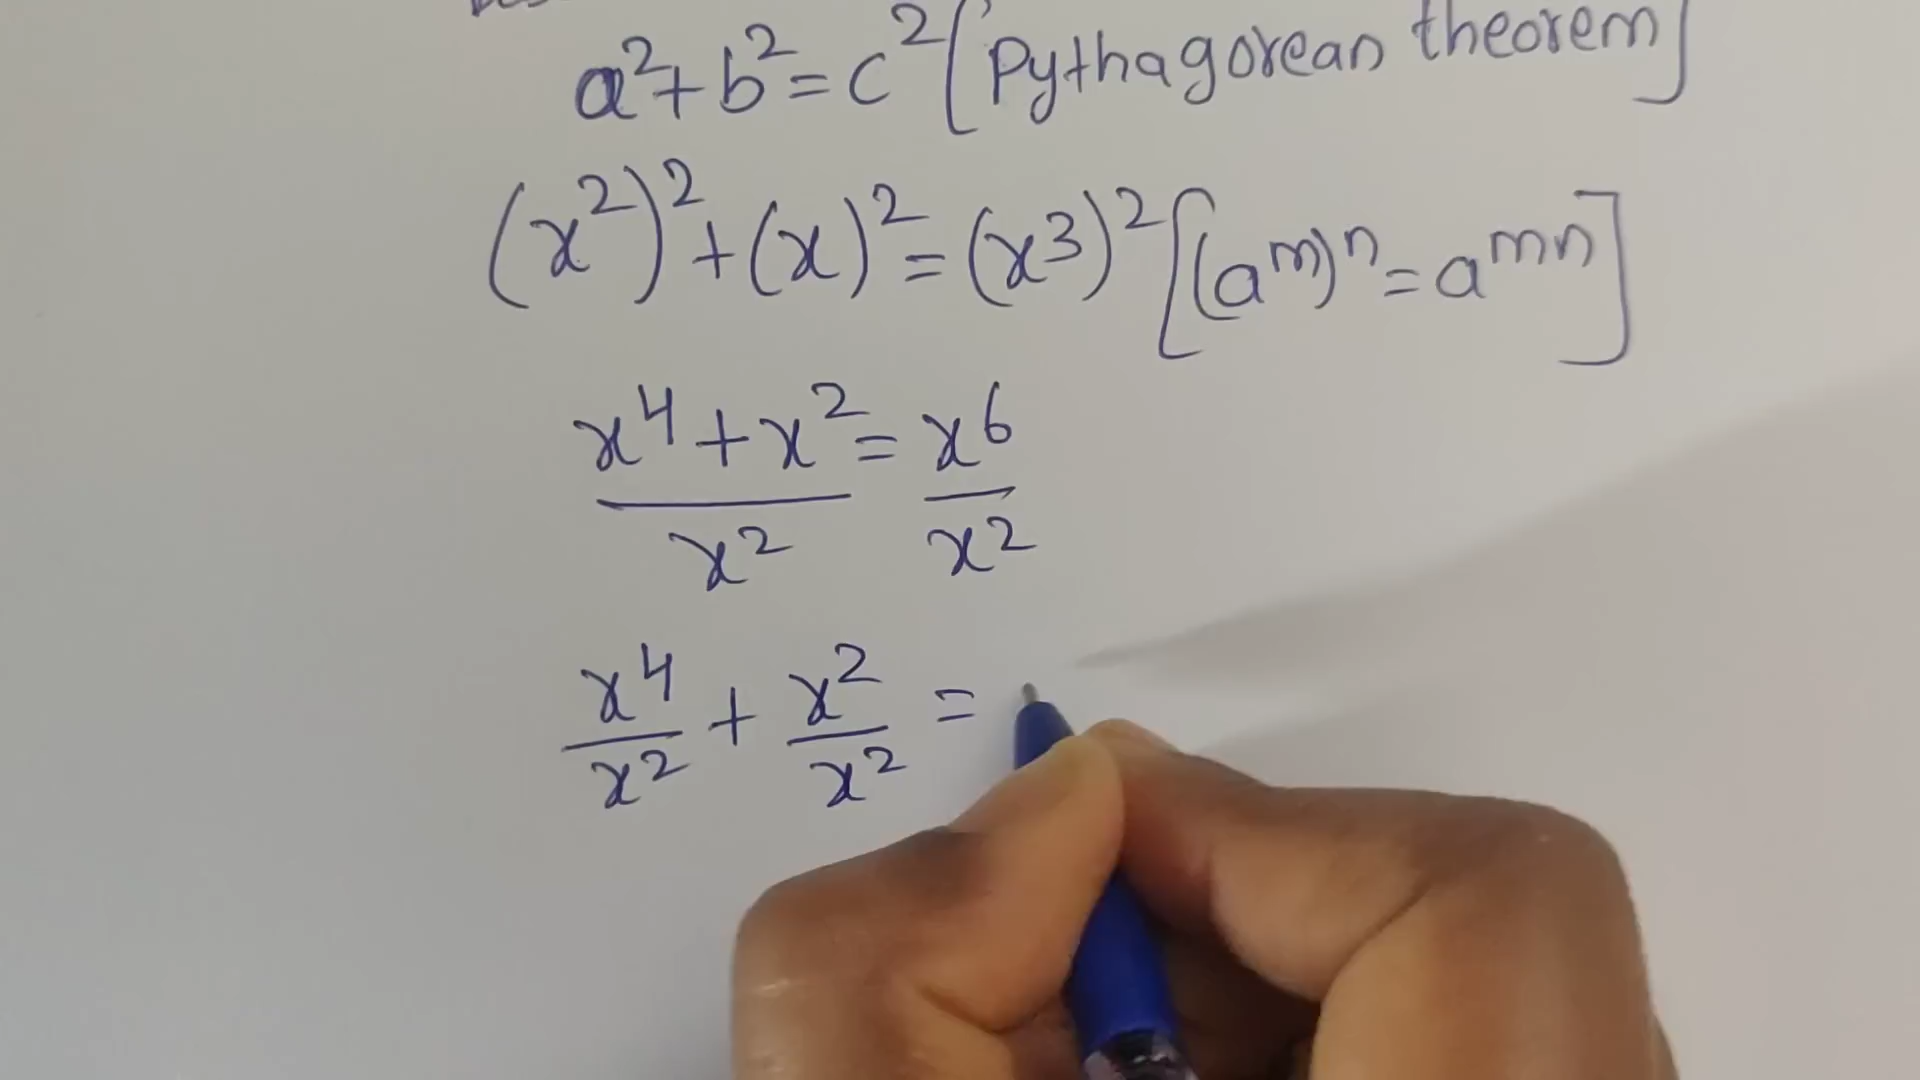 a²+b²=c² [Pythagorean theorem]
(x²)²+(x)²=(x³)² [(aᵐ)ⁿ=aᵐⁿ]
x⁴+x²/x² = x⁶/x²
x⁴/x² + x²/x² =